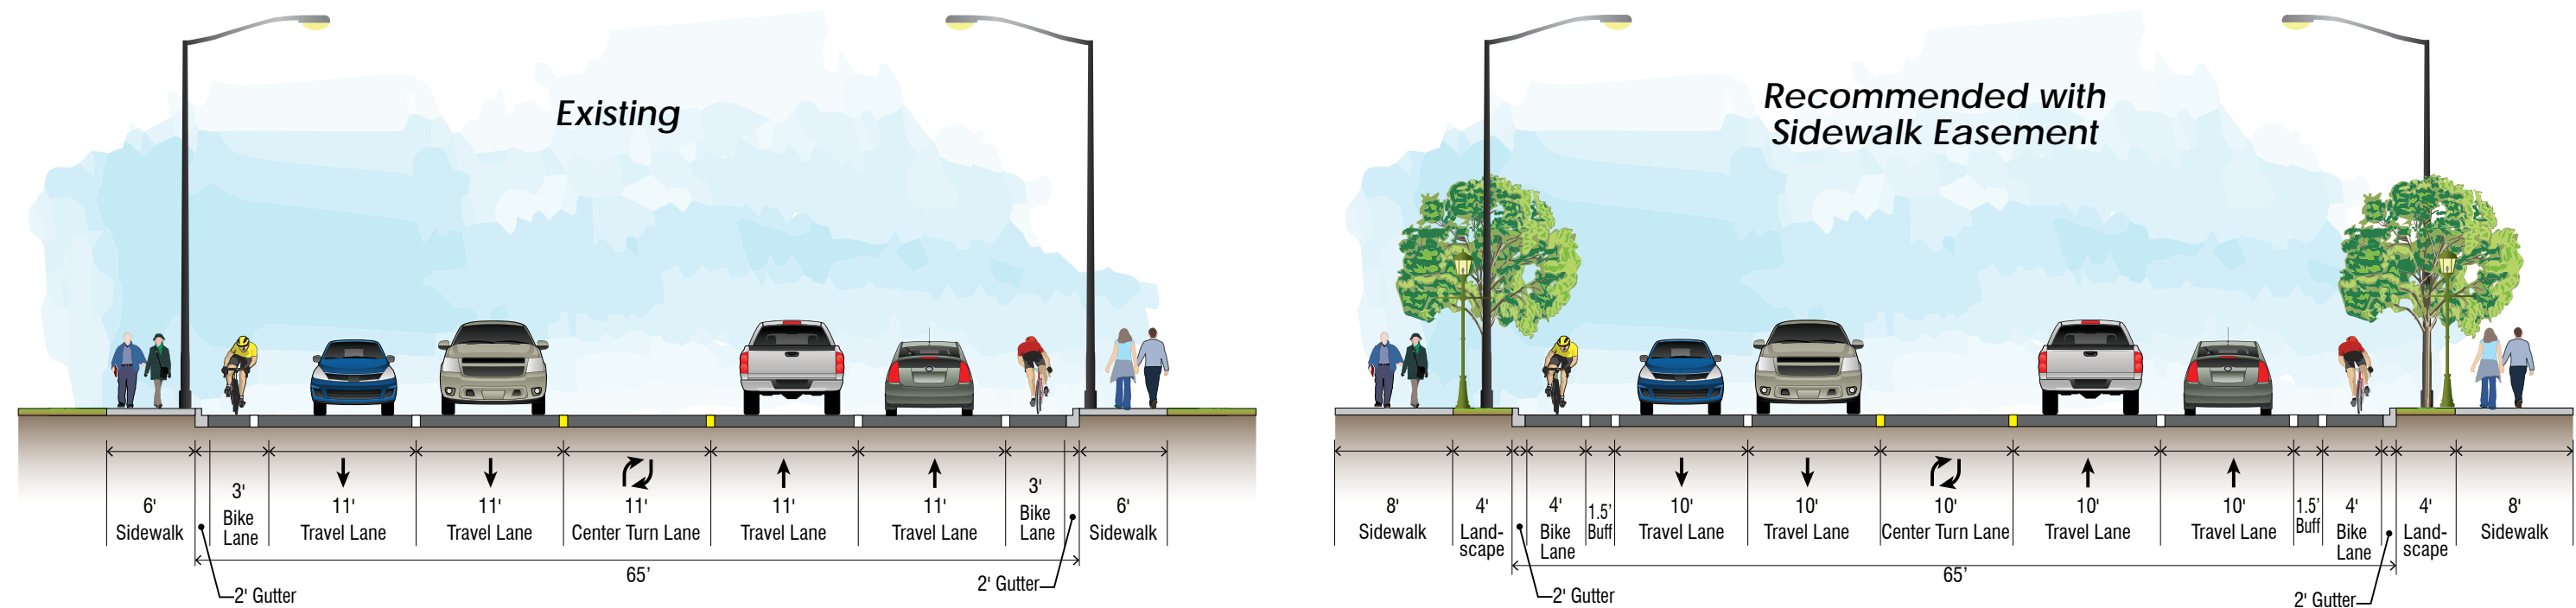 Existing
6'
Sidewalk
3'
Bike
Lane
11'
Travel Lane
11'
Travel Lane
11'
Center Turn Lane
11'
Travel Lane
11'
Travel Lane
3'
Bike
Lane
6'
Sidewalk
65’
2' Gutter
2' Gutter
Recommended with
Sidewalk Easement
8'
Sidewalk
4'
Land-
scape
4'
Bike
Lane
1.5’
Buff
10'
Travel Lane
10'
Travel Lane
10'
Center Turn Lane
10'
Travel Lane
10'
Travel Lane
1.5’
Buff
4'
Bike
Lane
4'
Land-
scape
8'
Sidewalk
65’
2' Gutter
2' Gutter